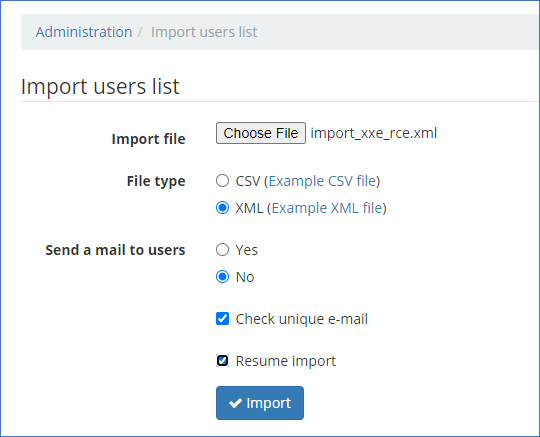 Administration / Import users list
Import users list
Import file Choose File import_xxe_rce.xml
File type CSV (Example CSV file)
XML (Example XML file)
Send a mail to users Yes
No
Check unique e-mail
Resume import
Import